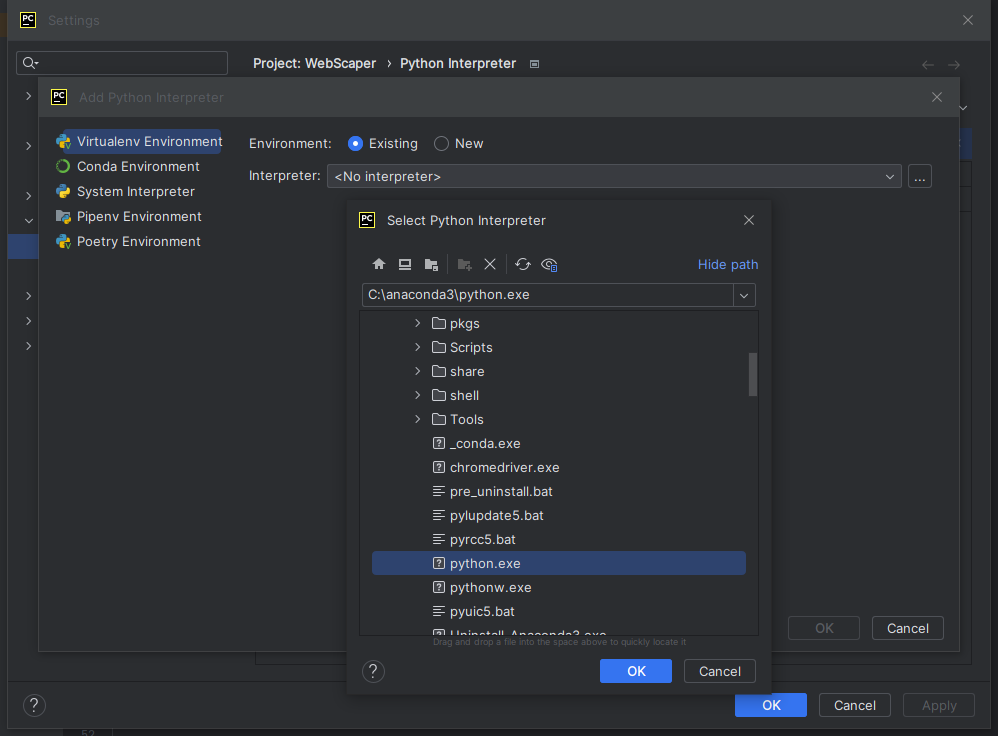 PC Settings
Project: WebScaper › Python Interpreter
PC Add Python Interpreter
Virtualenv Environment
Conda Environment
System Interpreter
Pipenv Environment
Poetry Environment
Environment: Existing New
Interpreter: <No interpreter> ...
PC Select Python Interpreter
Hide path
C:\anaconda3\python.exe
pkgs
Scripts
share
shell
Tools
? _conda.exe
? chromedriver.exe
pre_uninstall.bat
pylupdate5.bat
pyrcc5.bat
? python.exe
? pythonw.exe
pyuic5.bat
? Uninstall-Anaconda3.exe
Drag and drop a file into the space above to quickly locate it
? OK Cancel
OK Cancel
? OK Cancel Apply
52